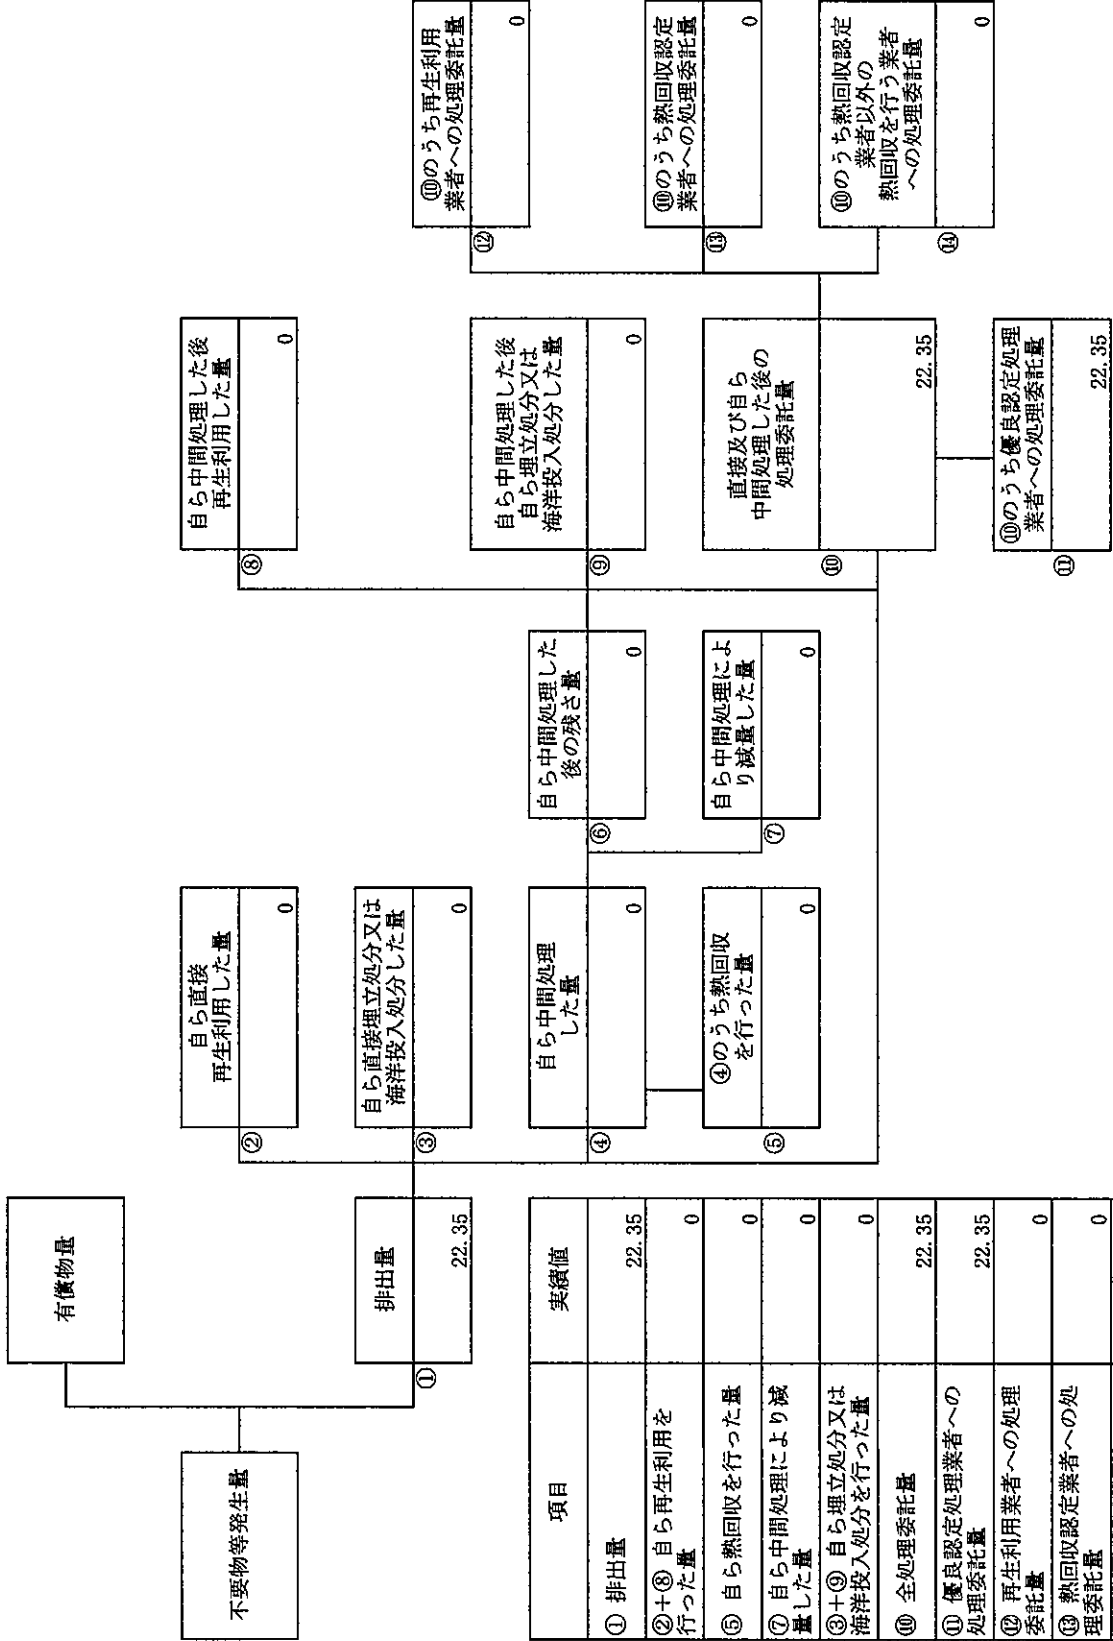 不要物等発生量
有償物量
①
排出量
22.35
②
自ら直接
再生利用した量
0
③
自ら直接埋立処分又は
海洋投入処分した量
0
④
自ら中間処理
した量
0
⑤
④のうち熱回収
を行った量
0
⑥
自ら中間処理した
後の残さ量
0
⑦
自ら中間処理によ
り減量した量
0
⑧
自ら中間処理した後
再生利用した量
0
⑨
自ら中間処理した後
自ら埋立処分又は
海洋投入処分した量
0
⑩
直接及び自ら
中間処理した後の
処理委託量
22.35
⑪
⑩のうち優良認定処理
業者への処理委託量
22.35
⑫
⑩のうち再生利用
業者への処理委託量
0
⑬
⑩のうち熱回収認定
業者への処理委託量
0
⑭
⑩のうち熱回収認定
業者以外の
熱回収を行う業者
への処理委託量
0
項目 実績値
① 排出量 22.35
②+⑧ 自ら再生利用を
行った量 0
⑤ 自ら熱回収を行った量 0
⑦ 自ら中間処理により減
量した量 0
③+⑨ 自ら埋立処分又は
海洋投入処分を行った量 0
⑩ 全処理委託量 22.35
⑪ 優良認定処理業者への
処理委託量 22.35
⑫ 再生利用業者への処理
委託量 0
⑬ 熱回収認定業者への処
理委託量 0